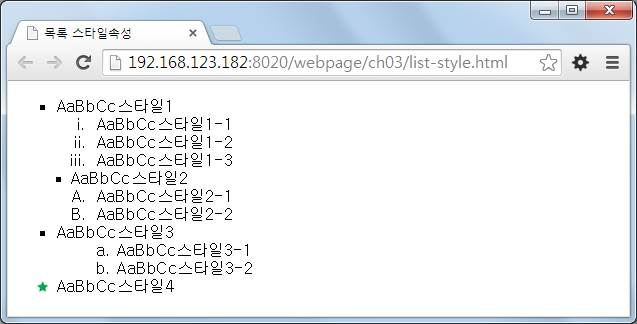 목록 스타일속성
192.168.123.182:8020/webpage/ch03/list-style.html
AaBbCc스타일1
i. AaBbCc스타일1-1
ii. AaBbCc스타일1-2
iii. AaBbCc스타일1-3
AaBbCc스타일2
A. AaBbCc스타일2-1
B. AaBbCc스타일2-2
AaBbCc스타일3
a. AaBbCc스타일3-1
b. AaBbCc스타일3-2
AaBbCc스타일4